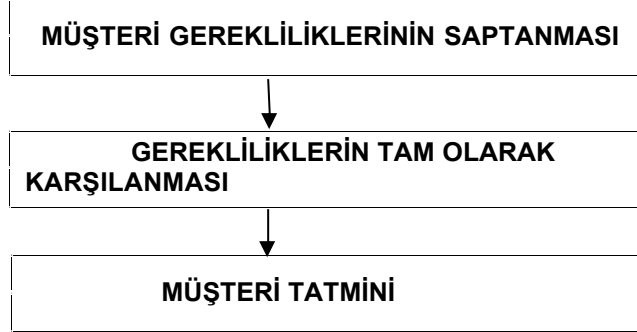 MÜŞTERİ GEREKLİLİKLERİNİN SAPTANMASI
GEREKLİLİKLERİN TAM OLARAK
KARŞILANMASI
MÜŞTERİ TATMİNİ